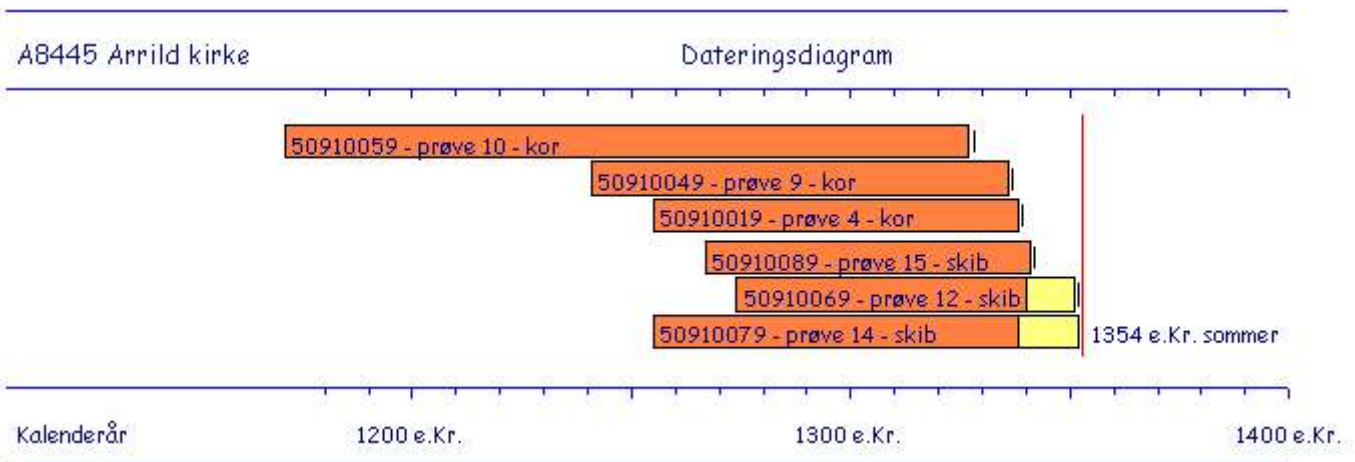 A8445 Arrild kirke Dateringsdiagram
50910059 - prøve 10 - kor
50910049 - prøve 9 - kor
50910019 - prøve 4 - kor
50910089 - prøve 15 - skib
50910069 - prøve 12 - skib
50910079 - prøve 14 - skib 1354 e.Kr. sommer
Kalenderår 1200 e.Kr. 1300 e.Kr. 1400 e.Kr.